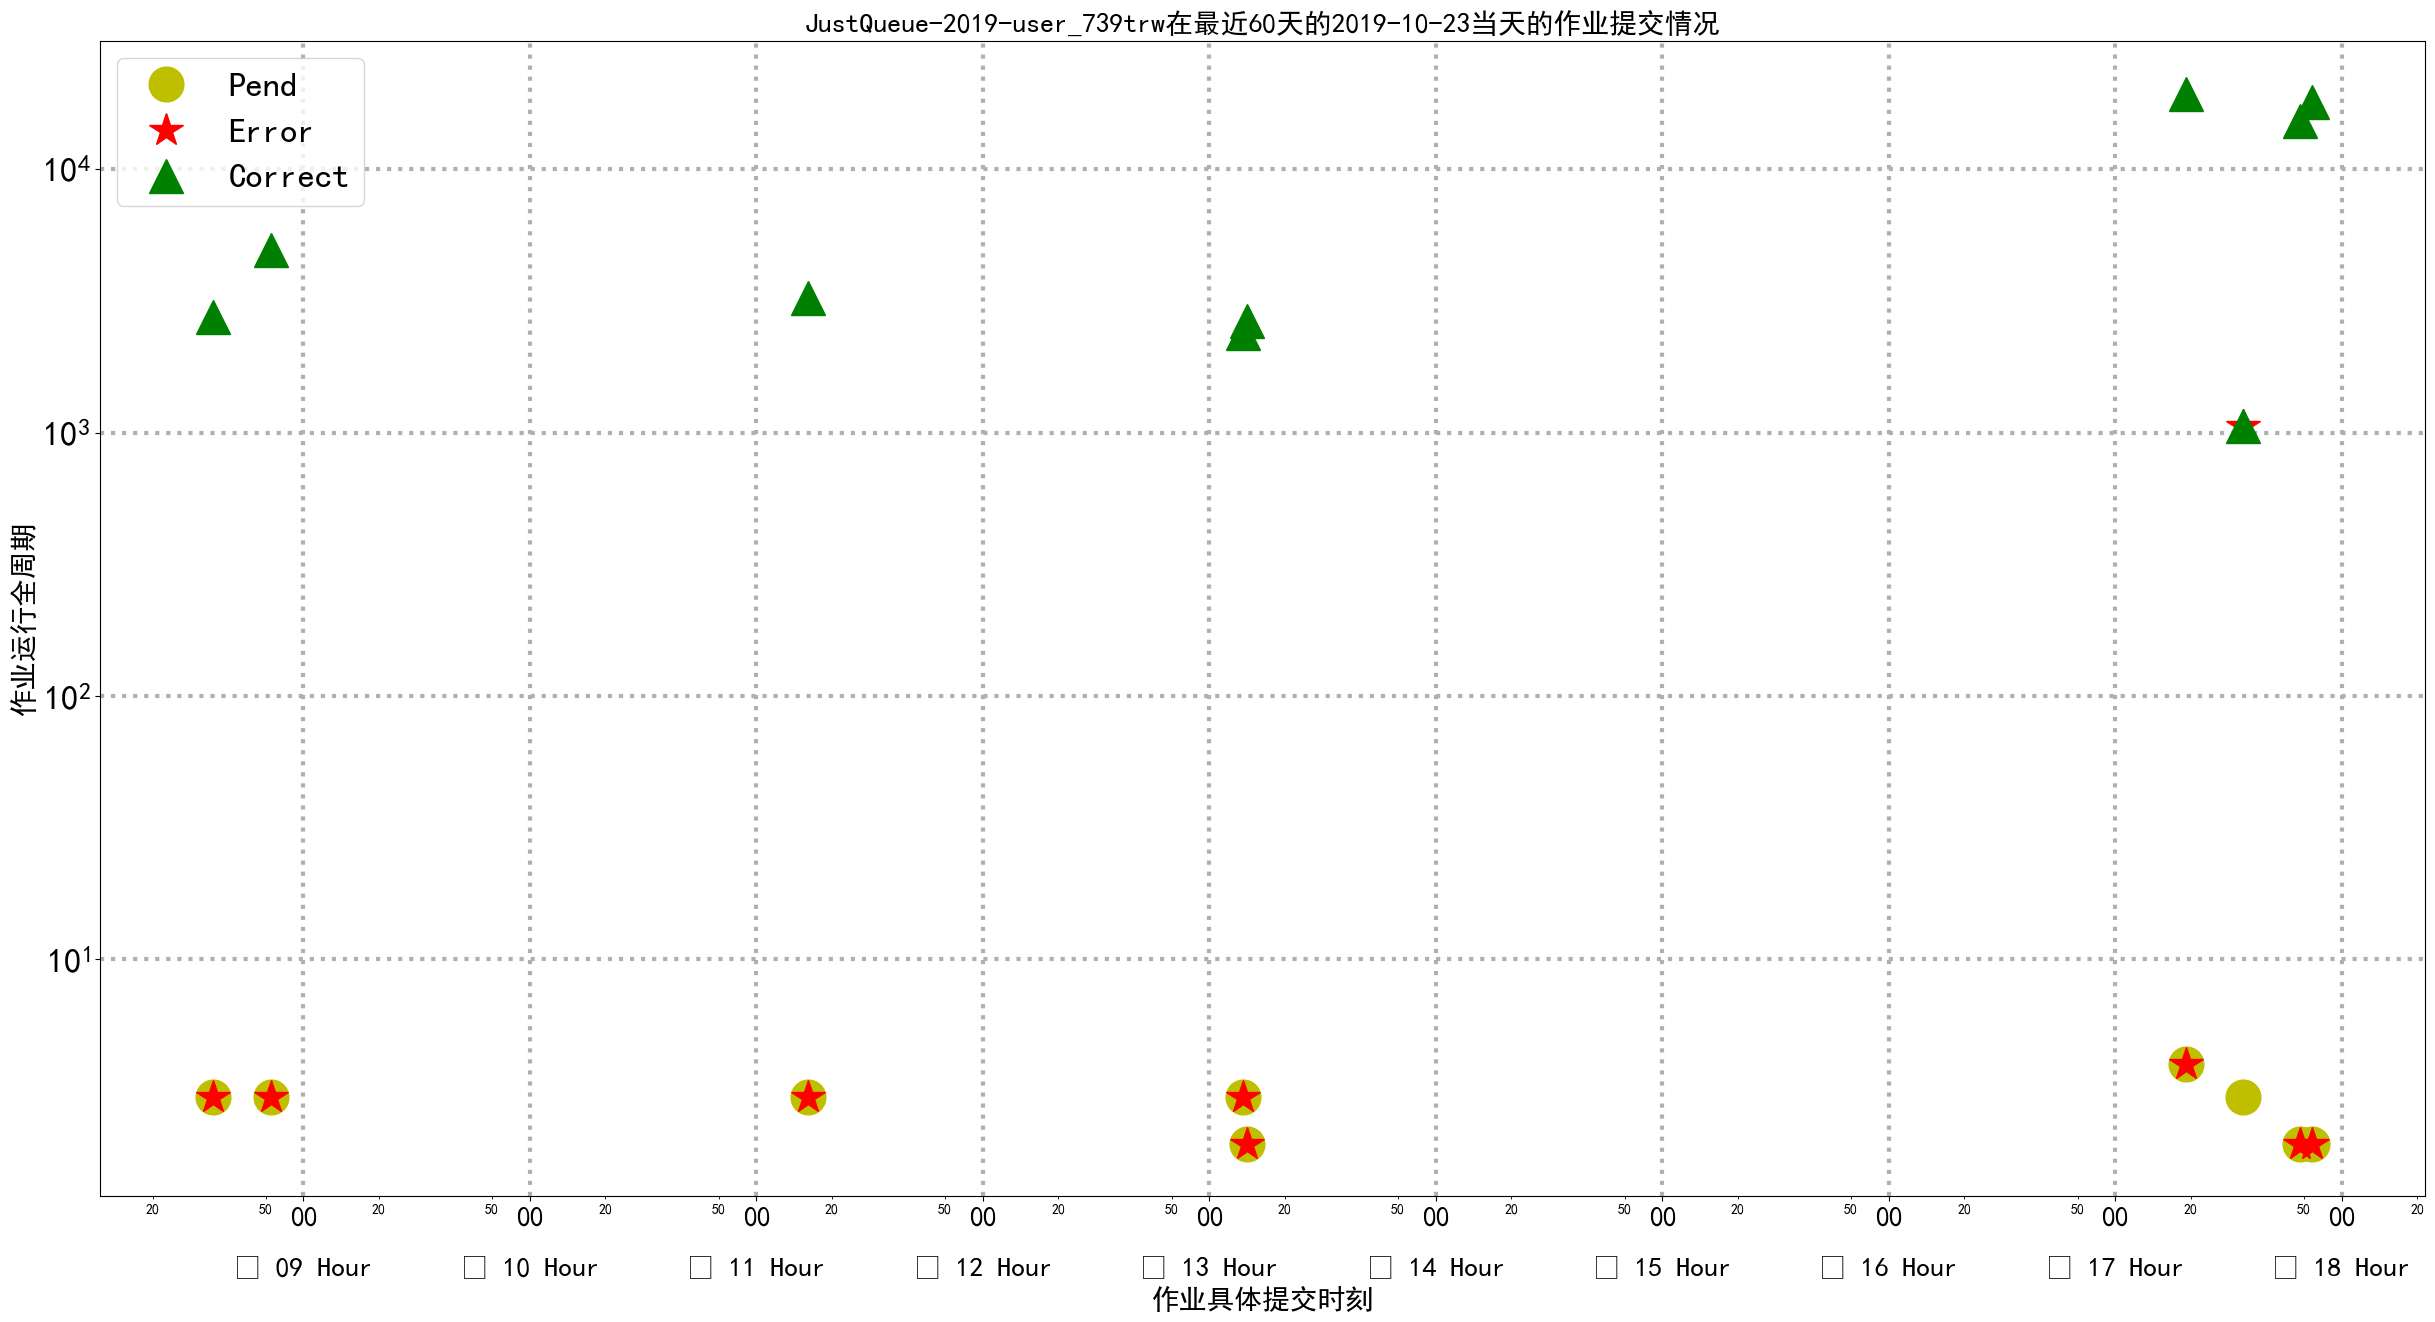 JustQueue-2019-user_739trw在最近60天的2019-10-23当天的作业提交情况
Pend
Error
Correct
10^4
10^3
10^2
10^1
作业运行全周期
20 50 00 20 50 00 20 50 00 20 50 00 20 50 00 20 50 00 20 50 00 20 50 00 20 50 00 20 50 00 20
□ 09 Hour □ 10 Hour □ 11 Hour □ 12 Hour □ 13 Hour □ 14 Hour □ 15 Hour □ 16 Hour □ 17 Hour □ 18 Hour
作业具体提交时刻